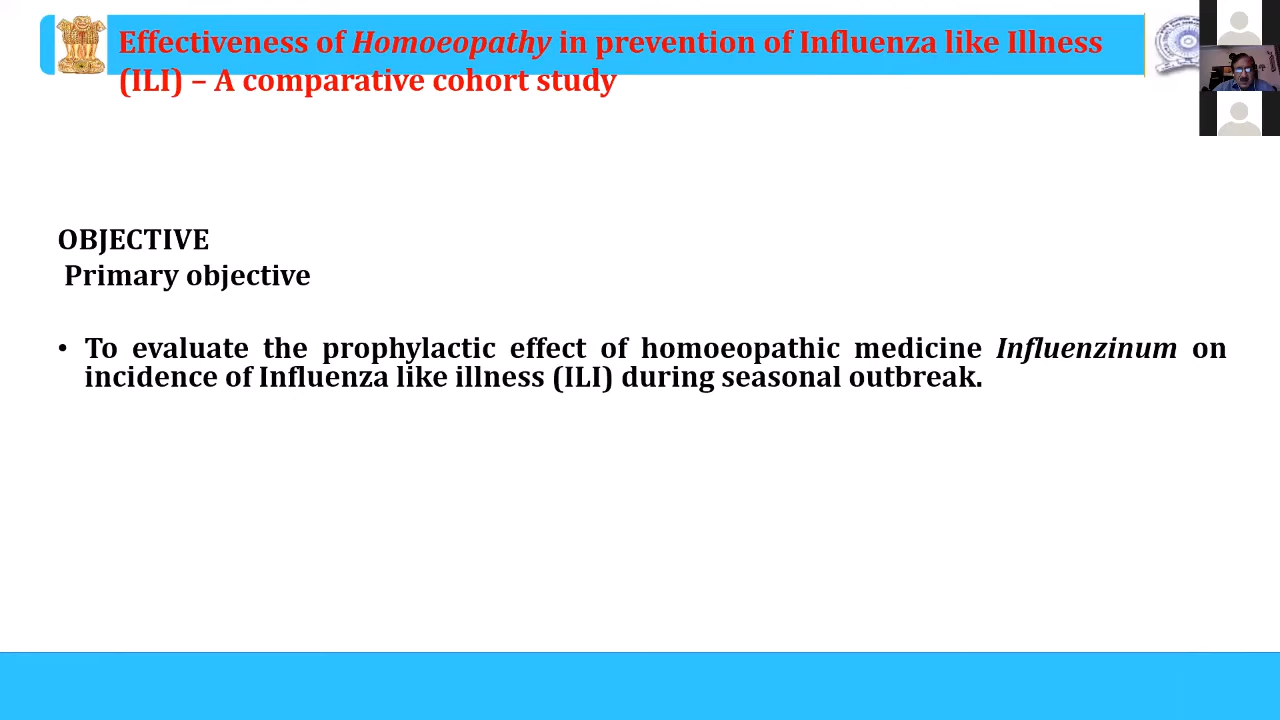 Effectiveness of Homoeopathy in prevention of Influenza like Illness
(ILI) – A comparative cohort study
OBJECTIVE
Primary objective
• To evaluate the prophylactic effect of homoeopathic medicine Influenzinum on
incidence of Influenza like illness (ILI) during seasonal outbreak.